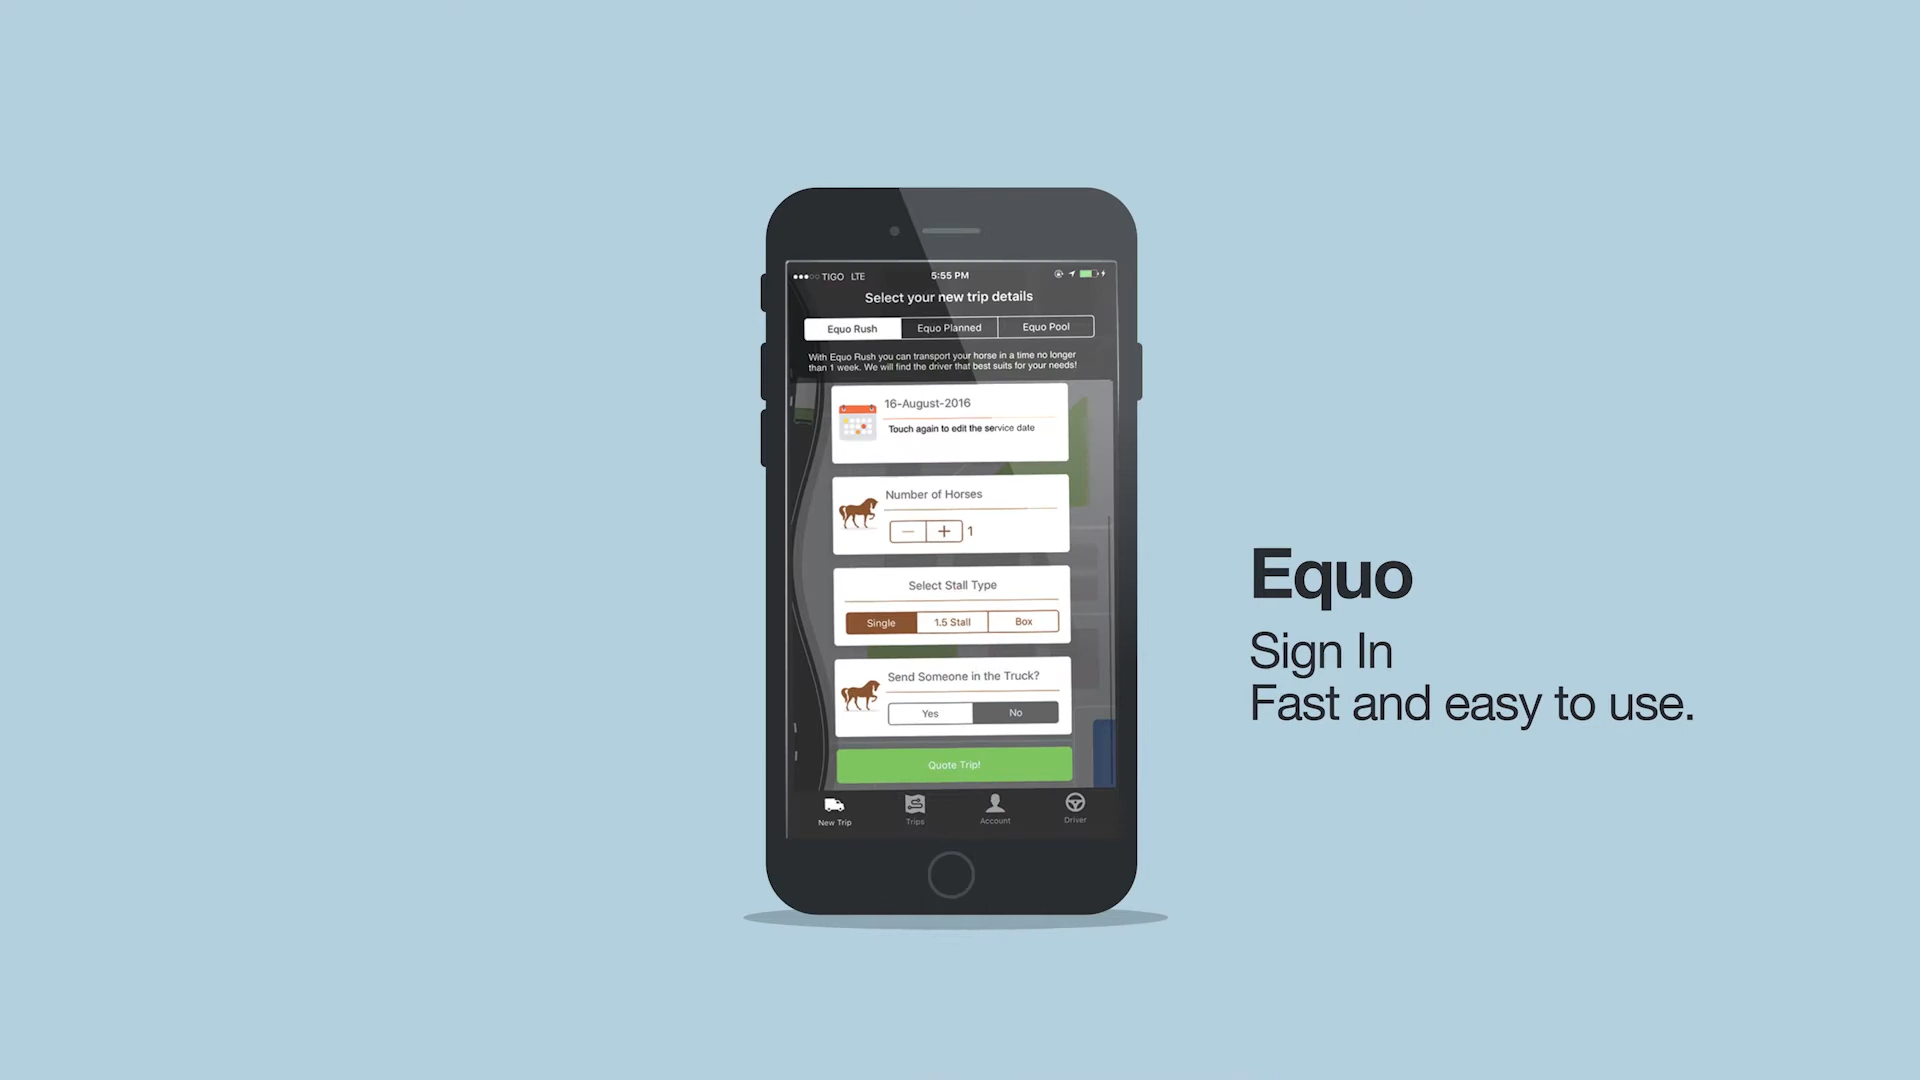 TIGO LTE 5:55 PM
Select your new trip details
Equo Rush Equo Planned Equo Pool
With Equo Rush you can transport your horse in a time no longer
than 1 week. We will find the driver that best suits for your needs!
16-August-2016
Touch again to edit the service date
Number of Horses
1
Select Stall Type
Single 1.5 Stall Box
Send Someone in the Truck?
Yes No
Quote Trip!
New Trip Trips Account Driver
Equo
Sign In
Fast and easy to use.